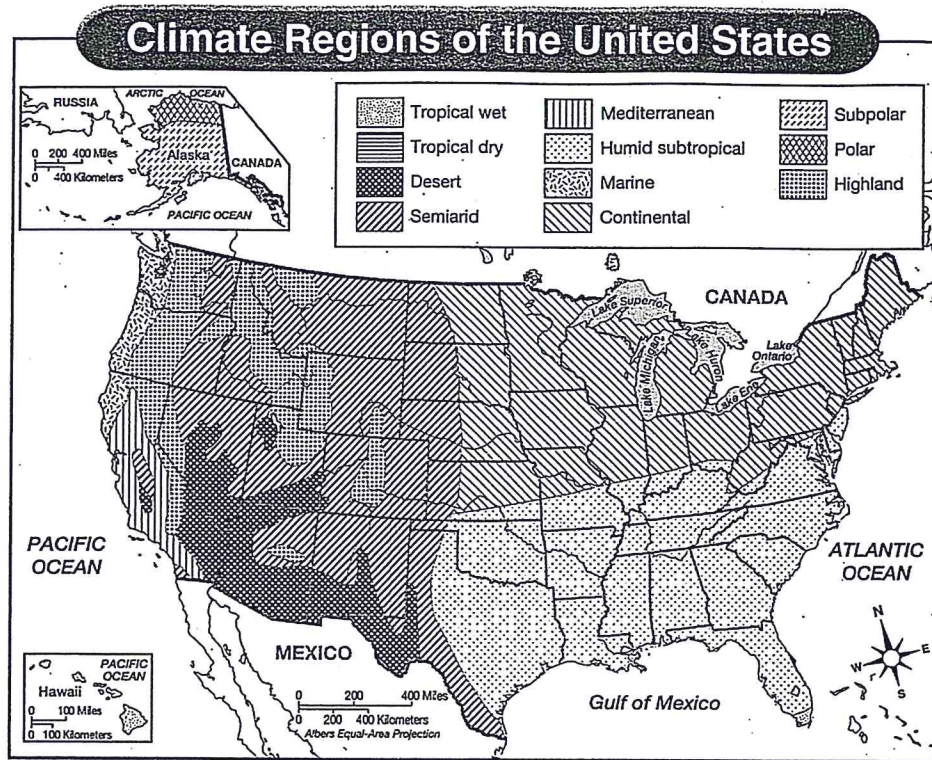 Climate Regions of the United States
RUSSIA
ARCTIC OCEAN
0 200 400 Miles
0 400 Kilometers
Alaska
CANADA
PACIFIC OCEAN
Tropical wet
Tropical dry
Desert
Semiarid
Mediterranean
Humid subtropical
Marine
Continental
Subpolar
Polar
Highland
CANADA
Lake Superior
Lake Michigan
Lake Huron
Lake Ontario
Lake Erie
PACIFIC
OCEAN
ATLANTIC
OCEAN
MEXICO
Gulf of Mexico
N
E
S
W
PACIFIC
OCEAN
Hawaii
0 100 Miles
0 100 Kilometers
0 200 400 Miles
0 200 400 Kilometers
Albers Equal-Area Projection